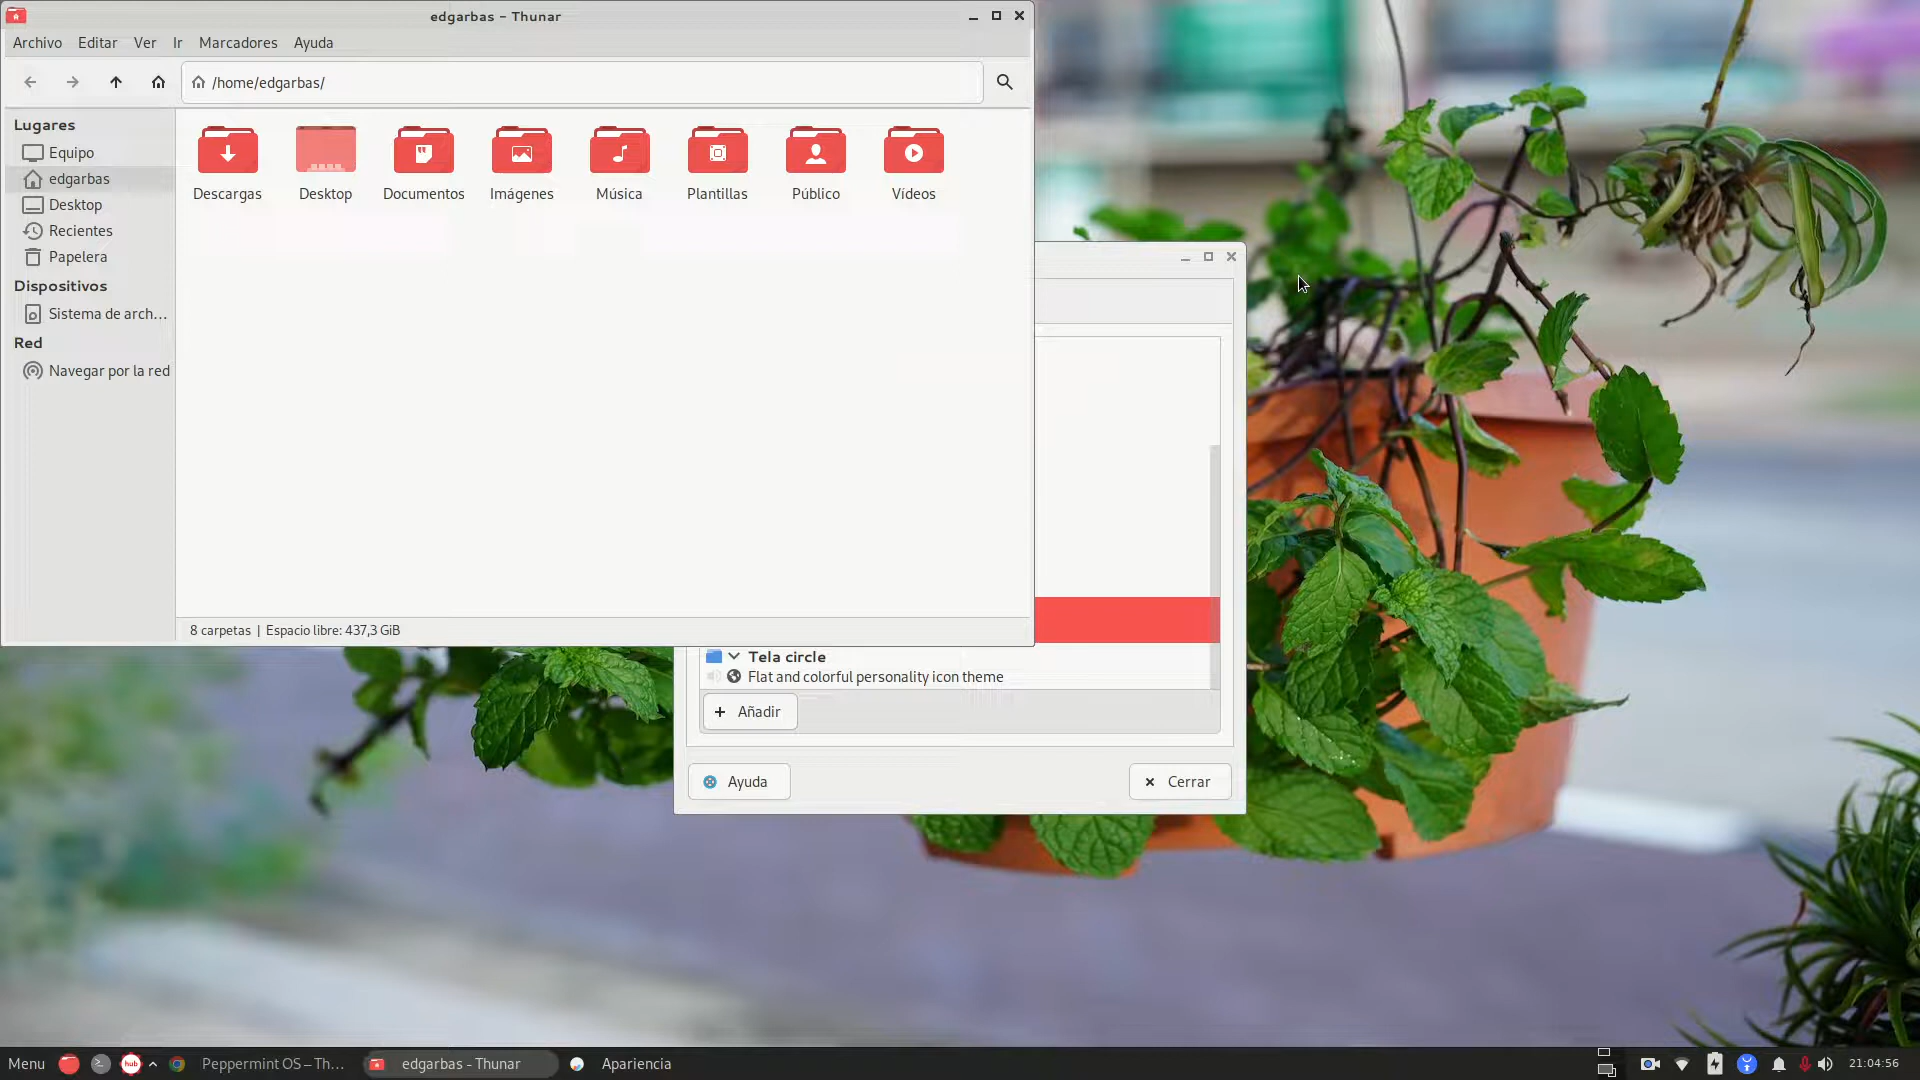 edgarbas – Thunar
Archivo Editar Ver Ir Marcadores Ayuda
/home/edgarbas/
Lugares
Equipo
edgarbas
Desktop
Recientes
Papelera
Dispositivos
Sistema de arch...
Red
Navegar por la red
Descargas Desktop Documentos Imágenes Música Plantillas Público Vídeos
8 carpetas | Espacio libre: 437,3 GiB
Tela circle
Flat and colorful personality icon theme
Añadir
Ayuda
Cerrar
Menu hub Peppermint OS – Th... edgarbas - Thunar Apariencia 21:04:56